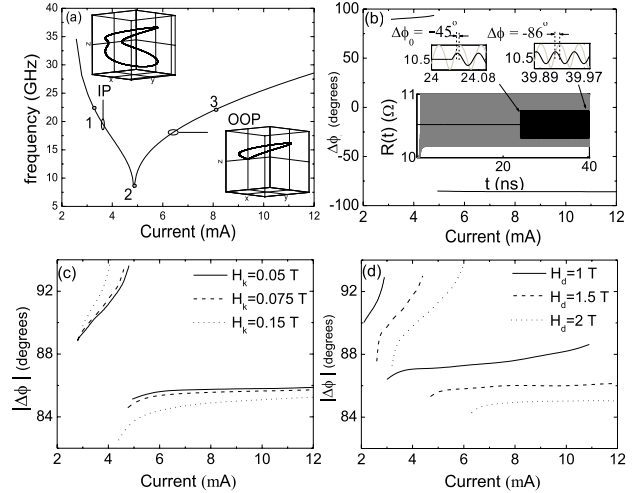 (a)
frequency (GHz)
40
35
30
25
20
15
10
5
2 4 6 8 10 12
Current (mA)
IP
OOP
1
2
3
z
x y
z
x y
(b)
Δϕ (degrees)
100
75
50
25
0
-25
-50
-75
-100
2 4 6 8 10 12
Current (mA)
Δϕ₀ = -45°
Δϕ = -86°
10.5
24 24.08
10.5
39.89 39.97
R(t) (Ω)
11
10
20 40
t (ns)
(c)
|Δϕ| (degrees)
92
88
84
2 4 6 8 10 12
Current (mA)
Hₖ=0.05 T
Hₖ=0.075 T
Hₖ=0.15 T
(d)
|Δϕ| (degrees)
92
88
84
2 4 6 8 10 12
Current (mA)
H_d=1 T
H_d=1.5 T
H_d=2 T